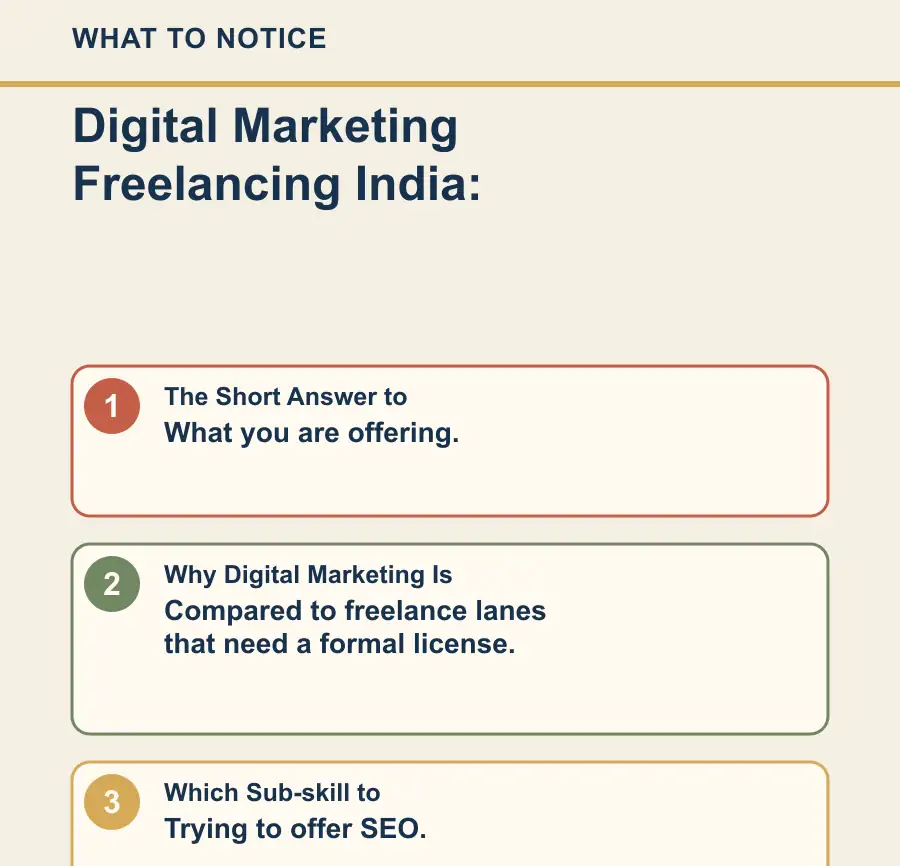 WHAT TO NOTICE
Digital Marketing
Freelancing India:
1
The Short Answer to
What you are offering.
2
Why Digital Marketing Is
Compared to freelance lanes
that need a formal license.
3
Which Sub-skill to
Trying to offer SEO.